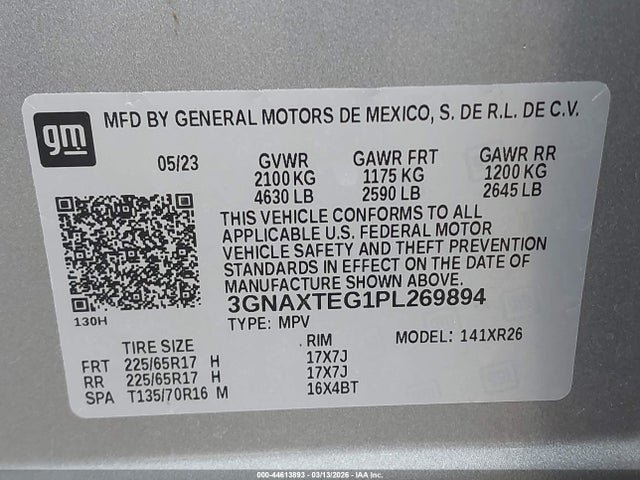 gm
MFD BY GENERAL MOTORS DE MEXICO, S. DE R.L. DE C.V.
05/23 GVWR GAWR FRT GAWR RR
2100 KG 1175 KG 1200 KG
4630 LB 2590 LB 2645 LB
THIS VEHICLE CONFORMS TO ALL
APPLICABLE U.S. FEDERAL MOTOR
VEHICLE SAFETY AND THEFT PREVENTION
STANDARDS IN EFFECT ON THE DATE OF
MANUFACTURE SHOWN ABOVE.
3GNAXTEG1PL269894
130H
TYPE: MPV MODEL: 141XR26
TIRE SIZE RIM
FRT 225/65R17 H 17X7J
RR 225/65R17 H 17X7J
SPA T135/70R16 M 16X4BT
000-44613893 - 03/13/2026 - IAA Inc.